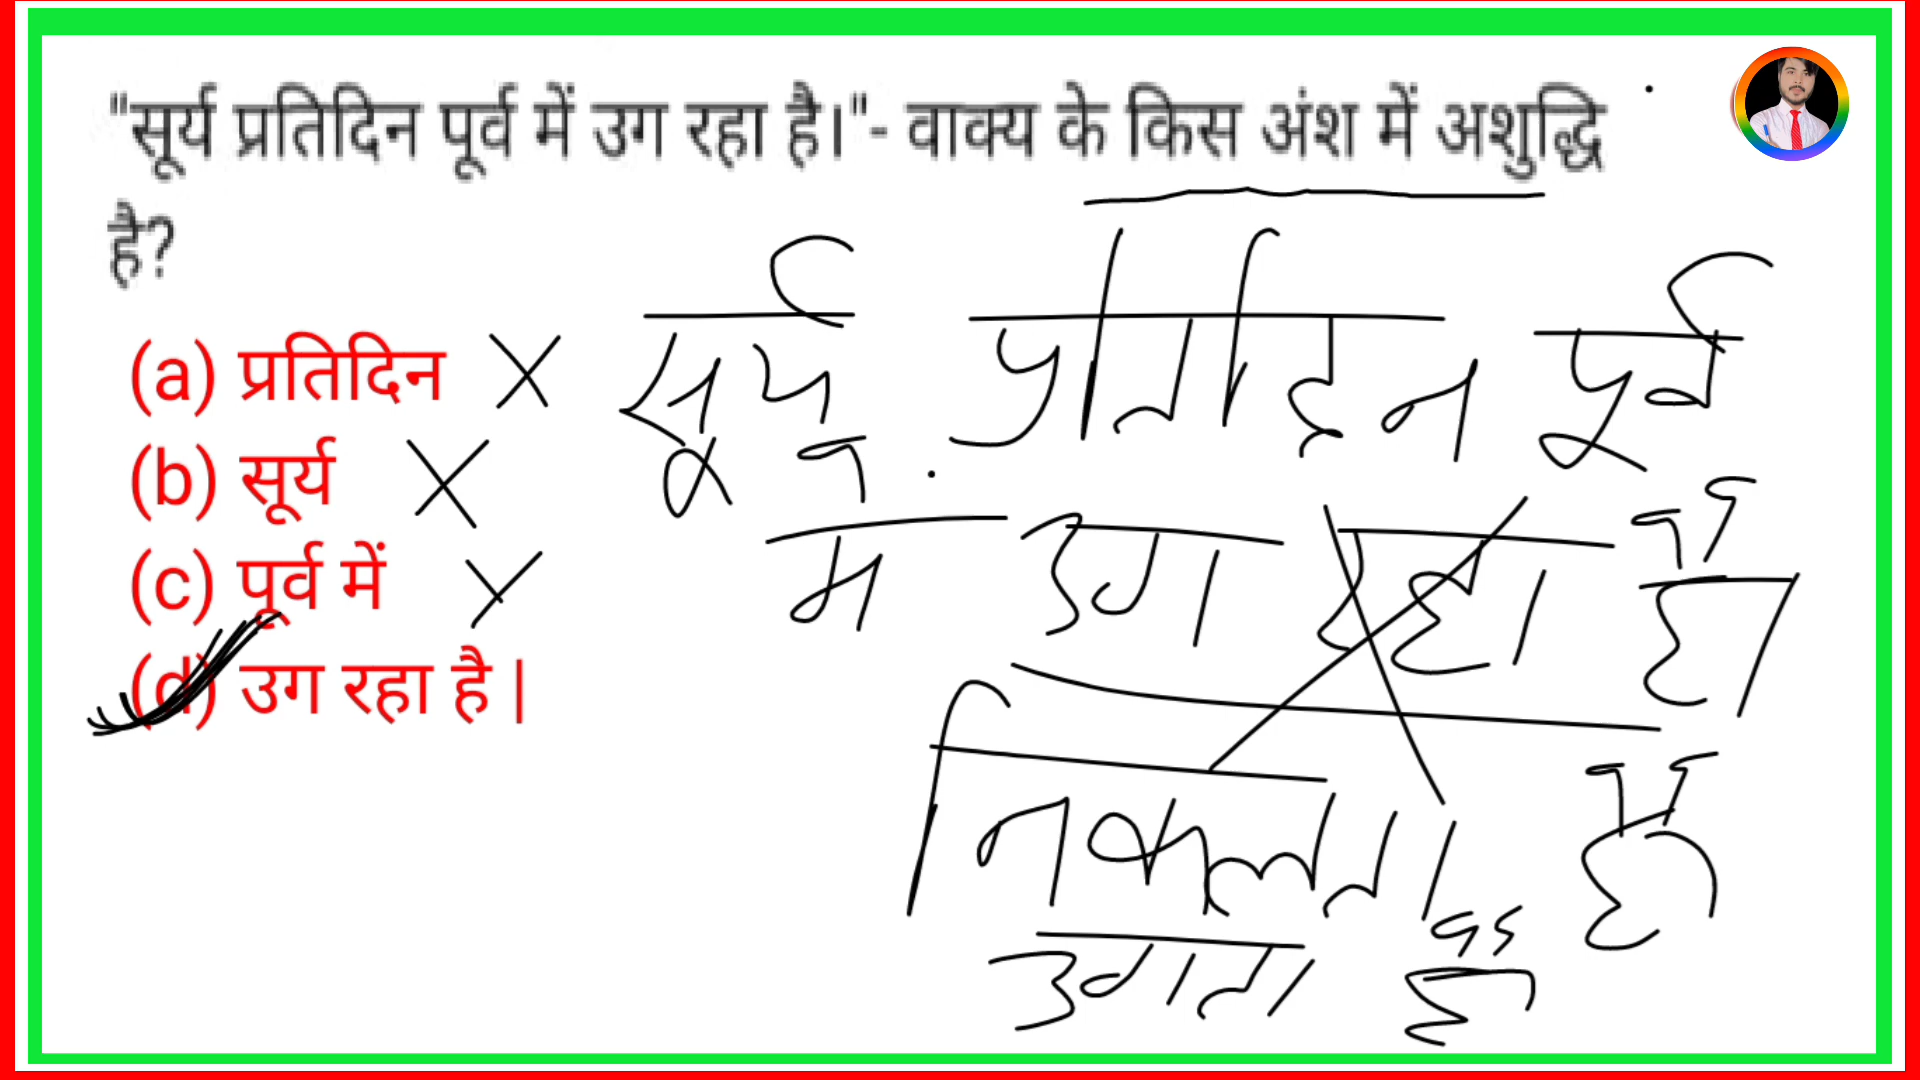 "सूर्य प्रतिदिन पूर्व में उग रहा है।"- वाक्य के किस अंश में अशुद्धि
है?
(a) प्रतिदिन
(b) सूर्य
(c) पूर्व में
(d) उग रहा है |
सूर्य प्रतिदिन पूर्व
में उग रहा है
निकलता है
उगता है